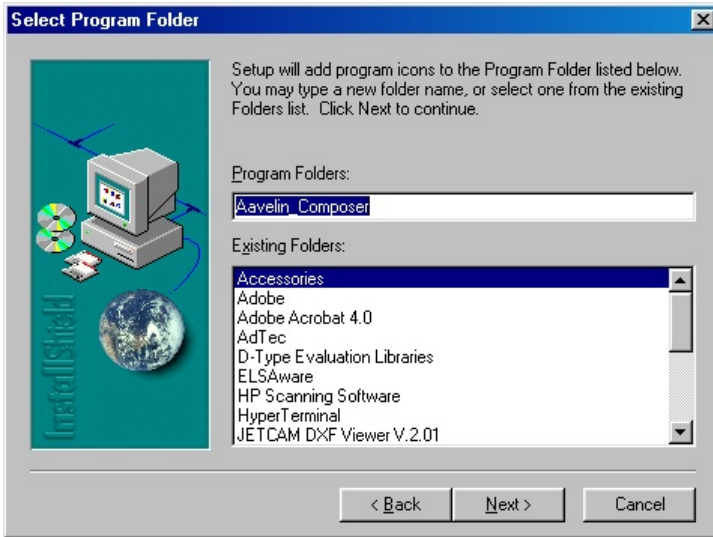 Select Program Folder
Setup will add program icons to the Program Folder listed below.
You may type a new folder name, or select one from the existing
Folders list. Click Next to continue.
Program Folders:
Aavelin_Composer
Existing Folders:
Accessories
Adobe
Adobe Acrobat 4.0
AdTec
D-Type Evaluation Libraries
ELSAware
HP Scanning Software
HyperTerminal
JETCAM DXF Viewer V.2.01
InstallShield
< Back
Next >
Cancel